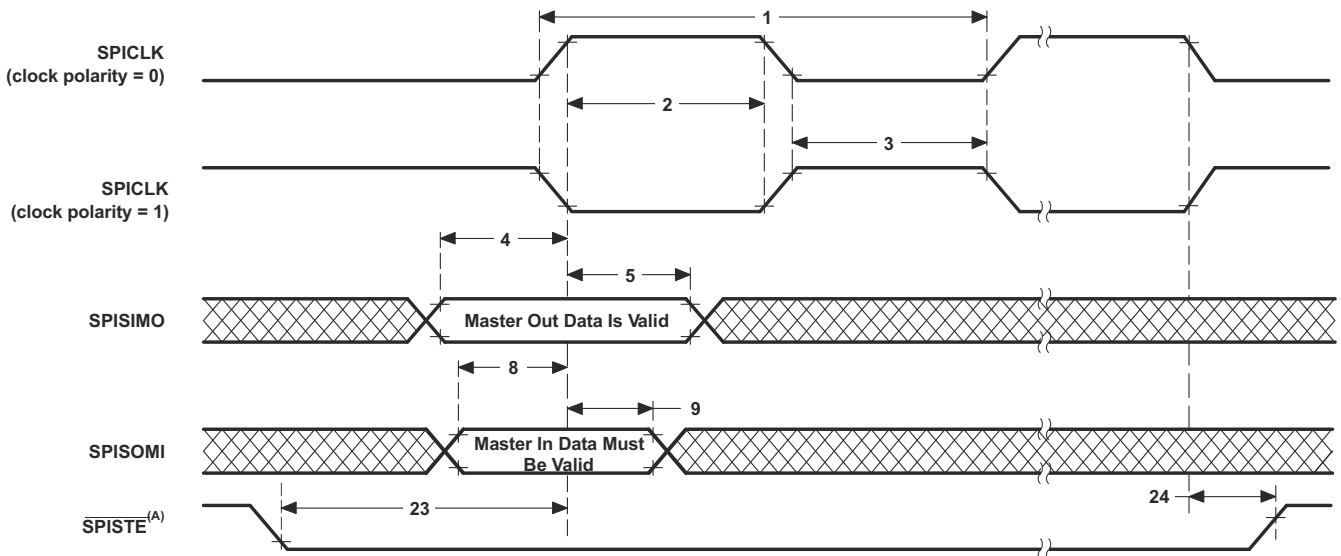 1
SPICLK
(clock polarity = 0)
2
3
SPICLK
(clock polarity = 1)
4
5
SPISIMO
Master Out Data Is Valid
8
9
SPISOMI
Master In Data Must
Be Valid
23
24
SPISTE(A)